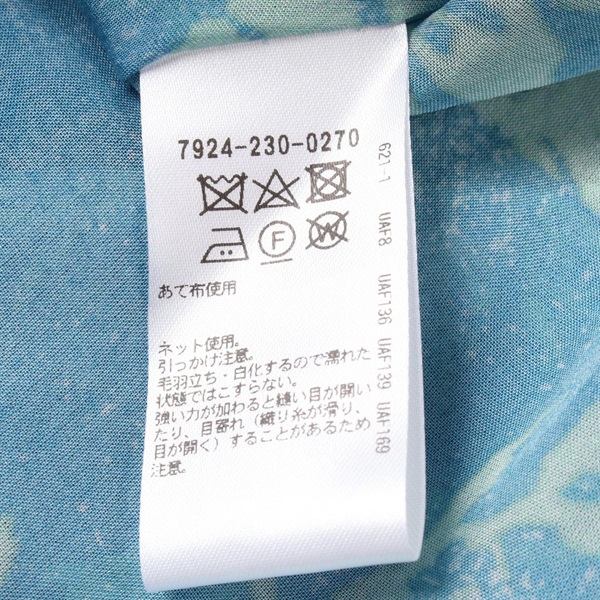 7924-230-0270
W
F
あて布使用
ネット使用。
引っかけ注意。
毛羽立ち・白化するので濡れた
状態ではこすらない。
強い力が加わると縫い目が開い
たり、目寄れ（織り糸が滑り、
目が開く）することがあるため
注意。
621-1 UAF8 UAF136 UAF139 UAF169